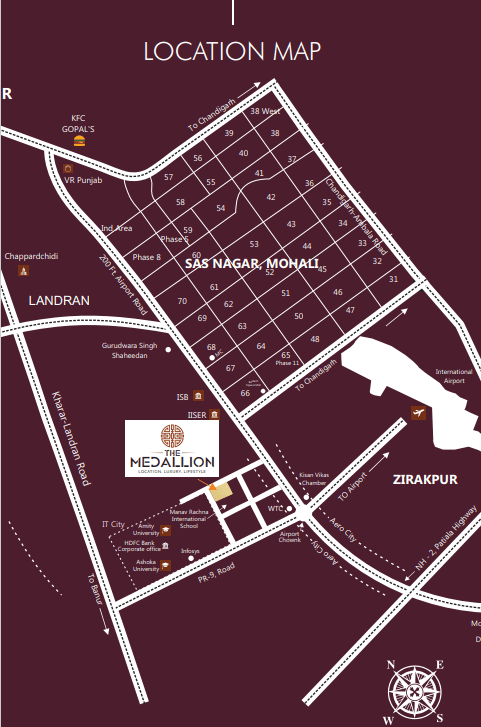 LOCATION MAP
R
To Chandigarh
38 West
KFC
GOPAL'S
39
38
40
37
56
VR Punjab
57
55
41
36
58
54
42
35
Chandigarh-Ambala Road
Ind Area
59
43
34
Phase 5
53
44
33
Phase 8
60
SAS NAGAR, MOHALI
32
Chappardchidi
52
45
31
200 Ft. Airport Road
61
51
46
LANDRAN
70
62
47
69
63
50
48
Gurudwara Singh
Shaheedan
68
64
65
Phase 11
67
66
To Chandigarh
International
Airport
Kharar-Landran Road
ISB
IISER
THE
MEDALLION
LOCATION. LUXURY. LIFESTYLE
Kisan Vikas
Chamber
TO Airport
ZIRAKPUR
WTC
Manav Rachna
International
School
IT City
Amity
University
HDFC Bank
Corporate office
Ashoka
University
Infosys
Airport
Chownk
Aero City
Aero City
NH - 2, Patiala Highway
PR-9, Road
To Banur
Mo
D
N
E
W
S